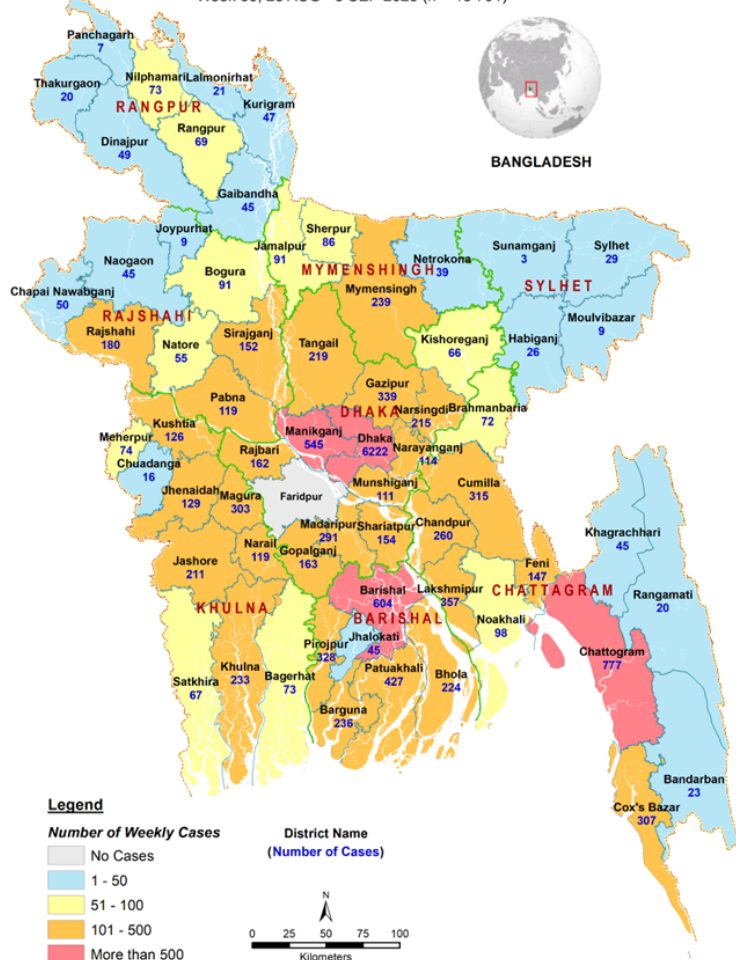 BANGLADESH
Panchagarh
7
Thakurgaon
20
Nilphamari
73
Lalmonirhat
21
RANGPUR
Kurigram
47
Rangpur
69
Dinajpur
49
Gaibandha
45
Joypurhat
9
Naogaon
45
Jamalpur
91
Sherpur
86
Netrokona
39
Sunamganj
3
Sylhet
29
Bogura
91
MYMENSINGH
Mymensingh
239
SYLHET
Chapai Nawabganj
50
RAJSHAHI
Moulvibazar
9
Rajshahi
180
Natore
55
Sirajganj
152
Tangail
219
Kishoreganj
66
Habiganj
26
Gazipur
339
Pabna
119
DHAKA
Narsingdi
215
Brahmanbaria
72
Kushtia
126
Manikganj
545
Dhaka
6222
Meherpur
74
Narayanganj
114
Rajbari
162
Chuadanga
16
Munshiganj
111
Cumilla
315
Jhenaidah
129
Magura
303
Faridpur
Madaripur
291
Shariatpur
154
Chandpur
260
Khagrachhari
45
Narail
119
Gopalganj
163
Jashore
211
Feni
147
Barishal
604
Lakshmipur
357
CHATTAGRAM
Rangamati
20
KHULNA
BARISHAL
Noakhali
98
Jhalokati
45
Pirojpur
328
Chattogram
777
Khulna
233
Bagerhat
73
Patuakhali
427
Bhola
224
Satkhira
67
Barguna
236
Bandarban
23
Cox's Bazar
307
Legend
Number of Weekly Cases
No Cases
1 - 50
51 - 100
101 - 500
More than 500
District Name
(Number of Cases)
N
0 25 50 75 100
Kilometers